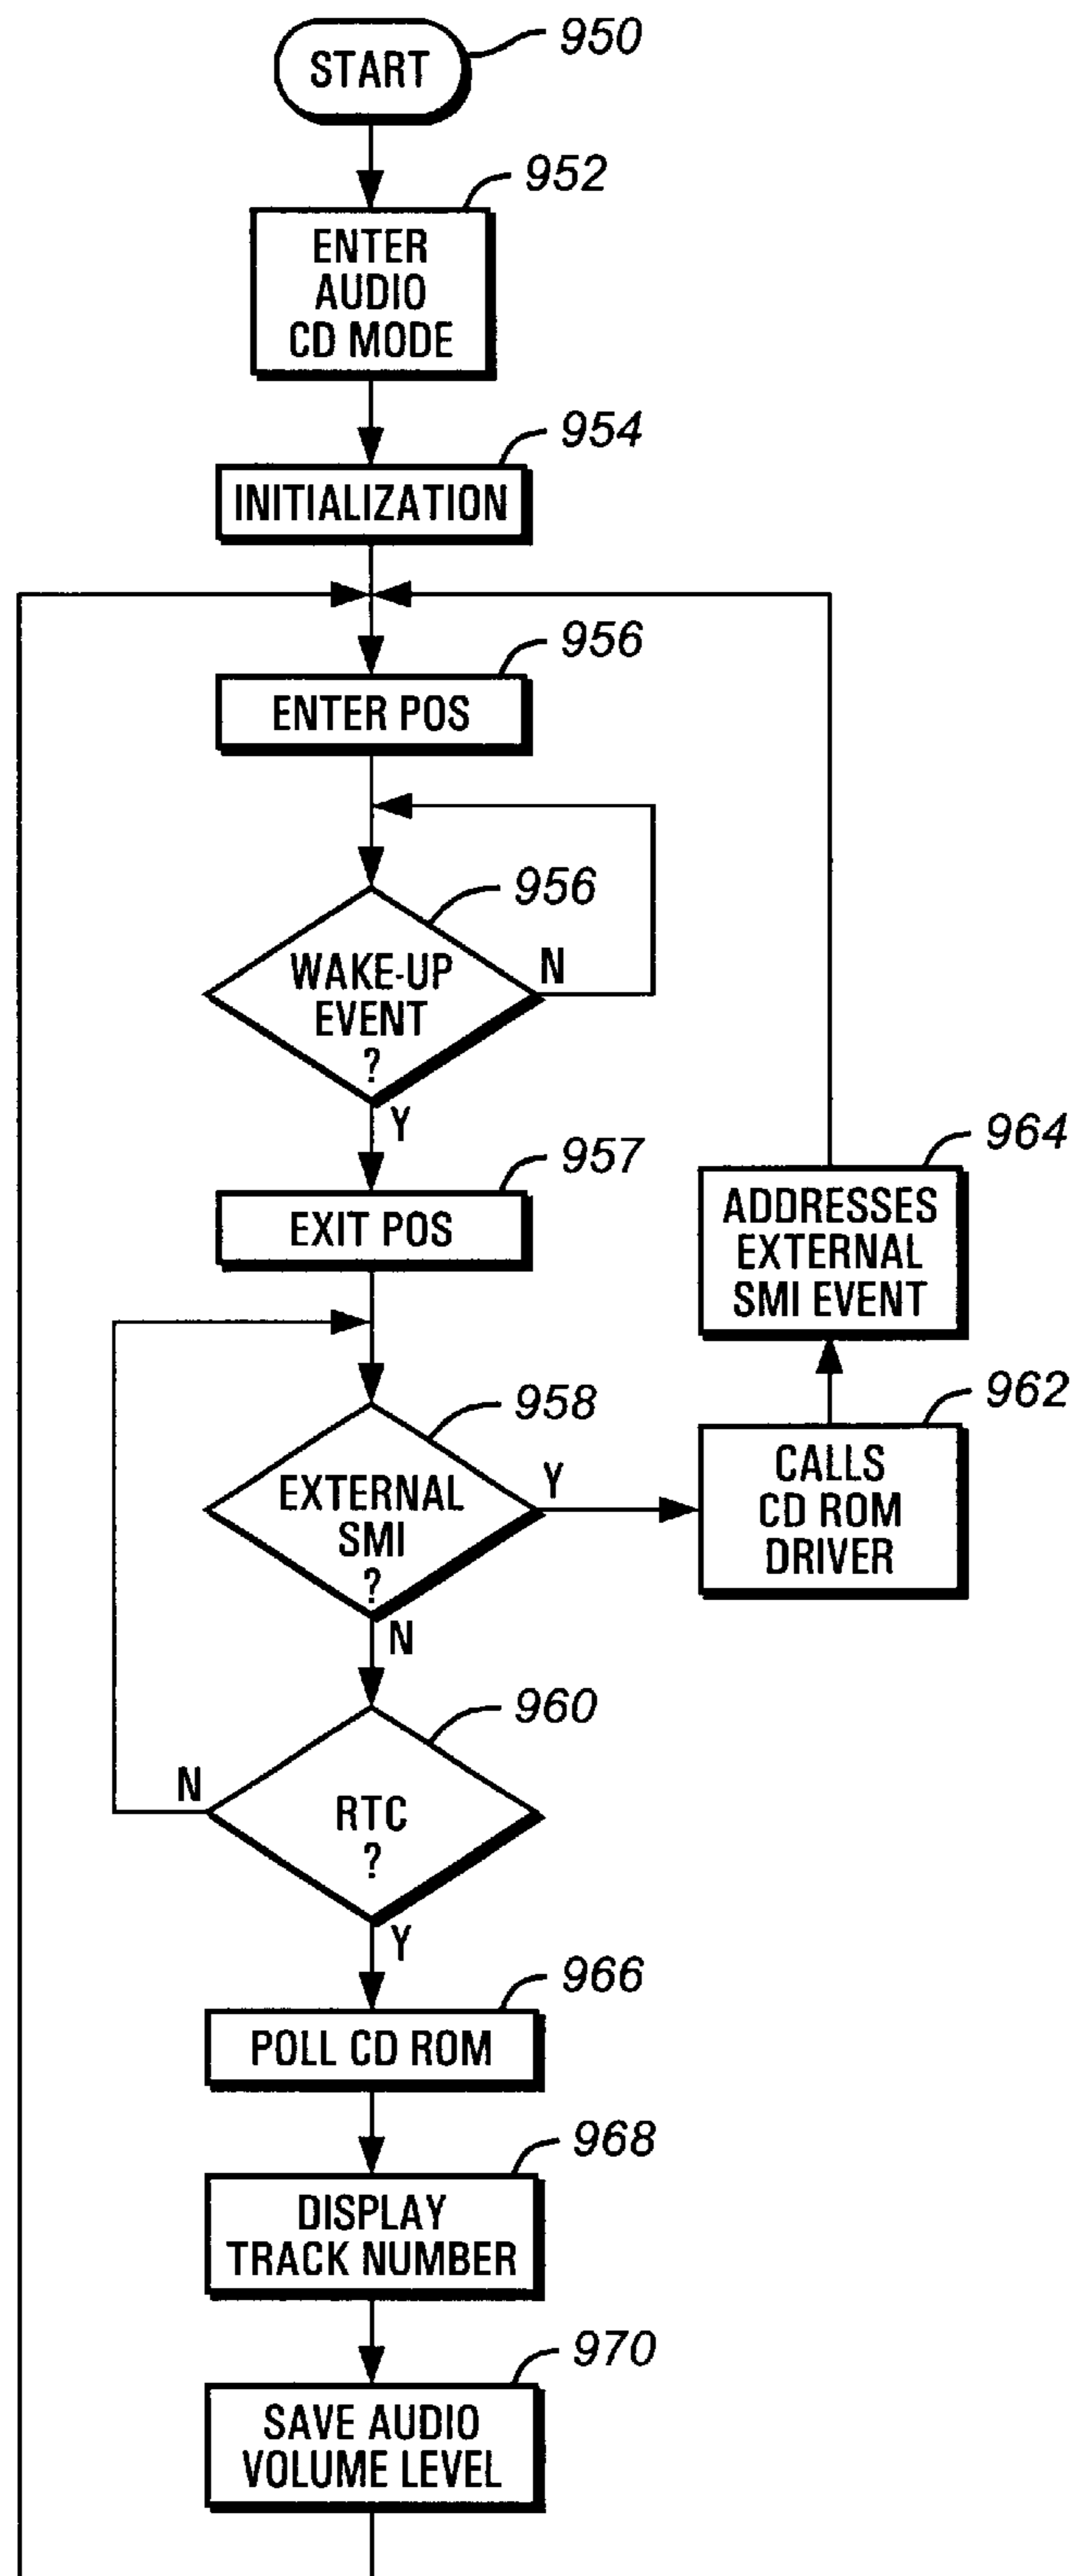 START
950
952
ENTER
AUDIO
CD MODE
954
INITIALIZATION
956
ENTER POS
956
WAKE-UP
EVENT
?
N
Y
957
EXIT POS
964
ADDRESSES
EXTERNAL
SMI EVENT
958
EXTERNAL
SMI
?
Y
N
962
CALLS
CD ROM
DRIVER
960
RTC
?
N
Y
966
POLL CD ROM
968
DISPLAY
TRACK NUMBER
970
SAVE AUDIO
VOLUME LEVEL